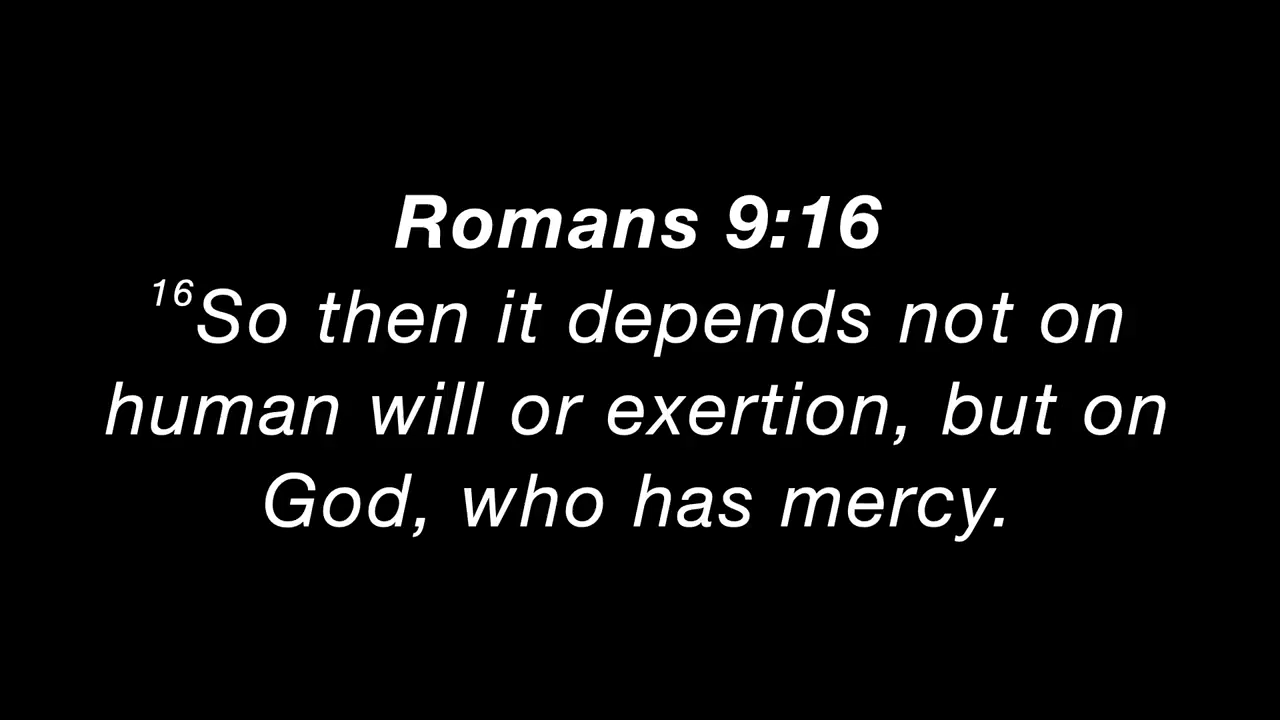 Romans 9:16
¹⁶So then it depends not on
human will or exertion, but on
God, who has mercy.